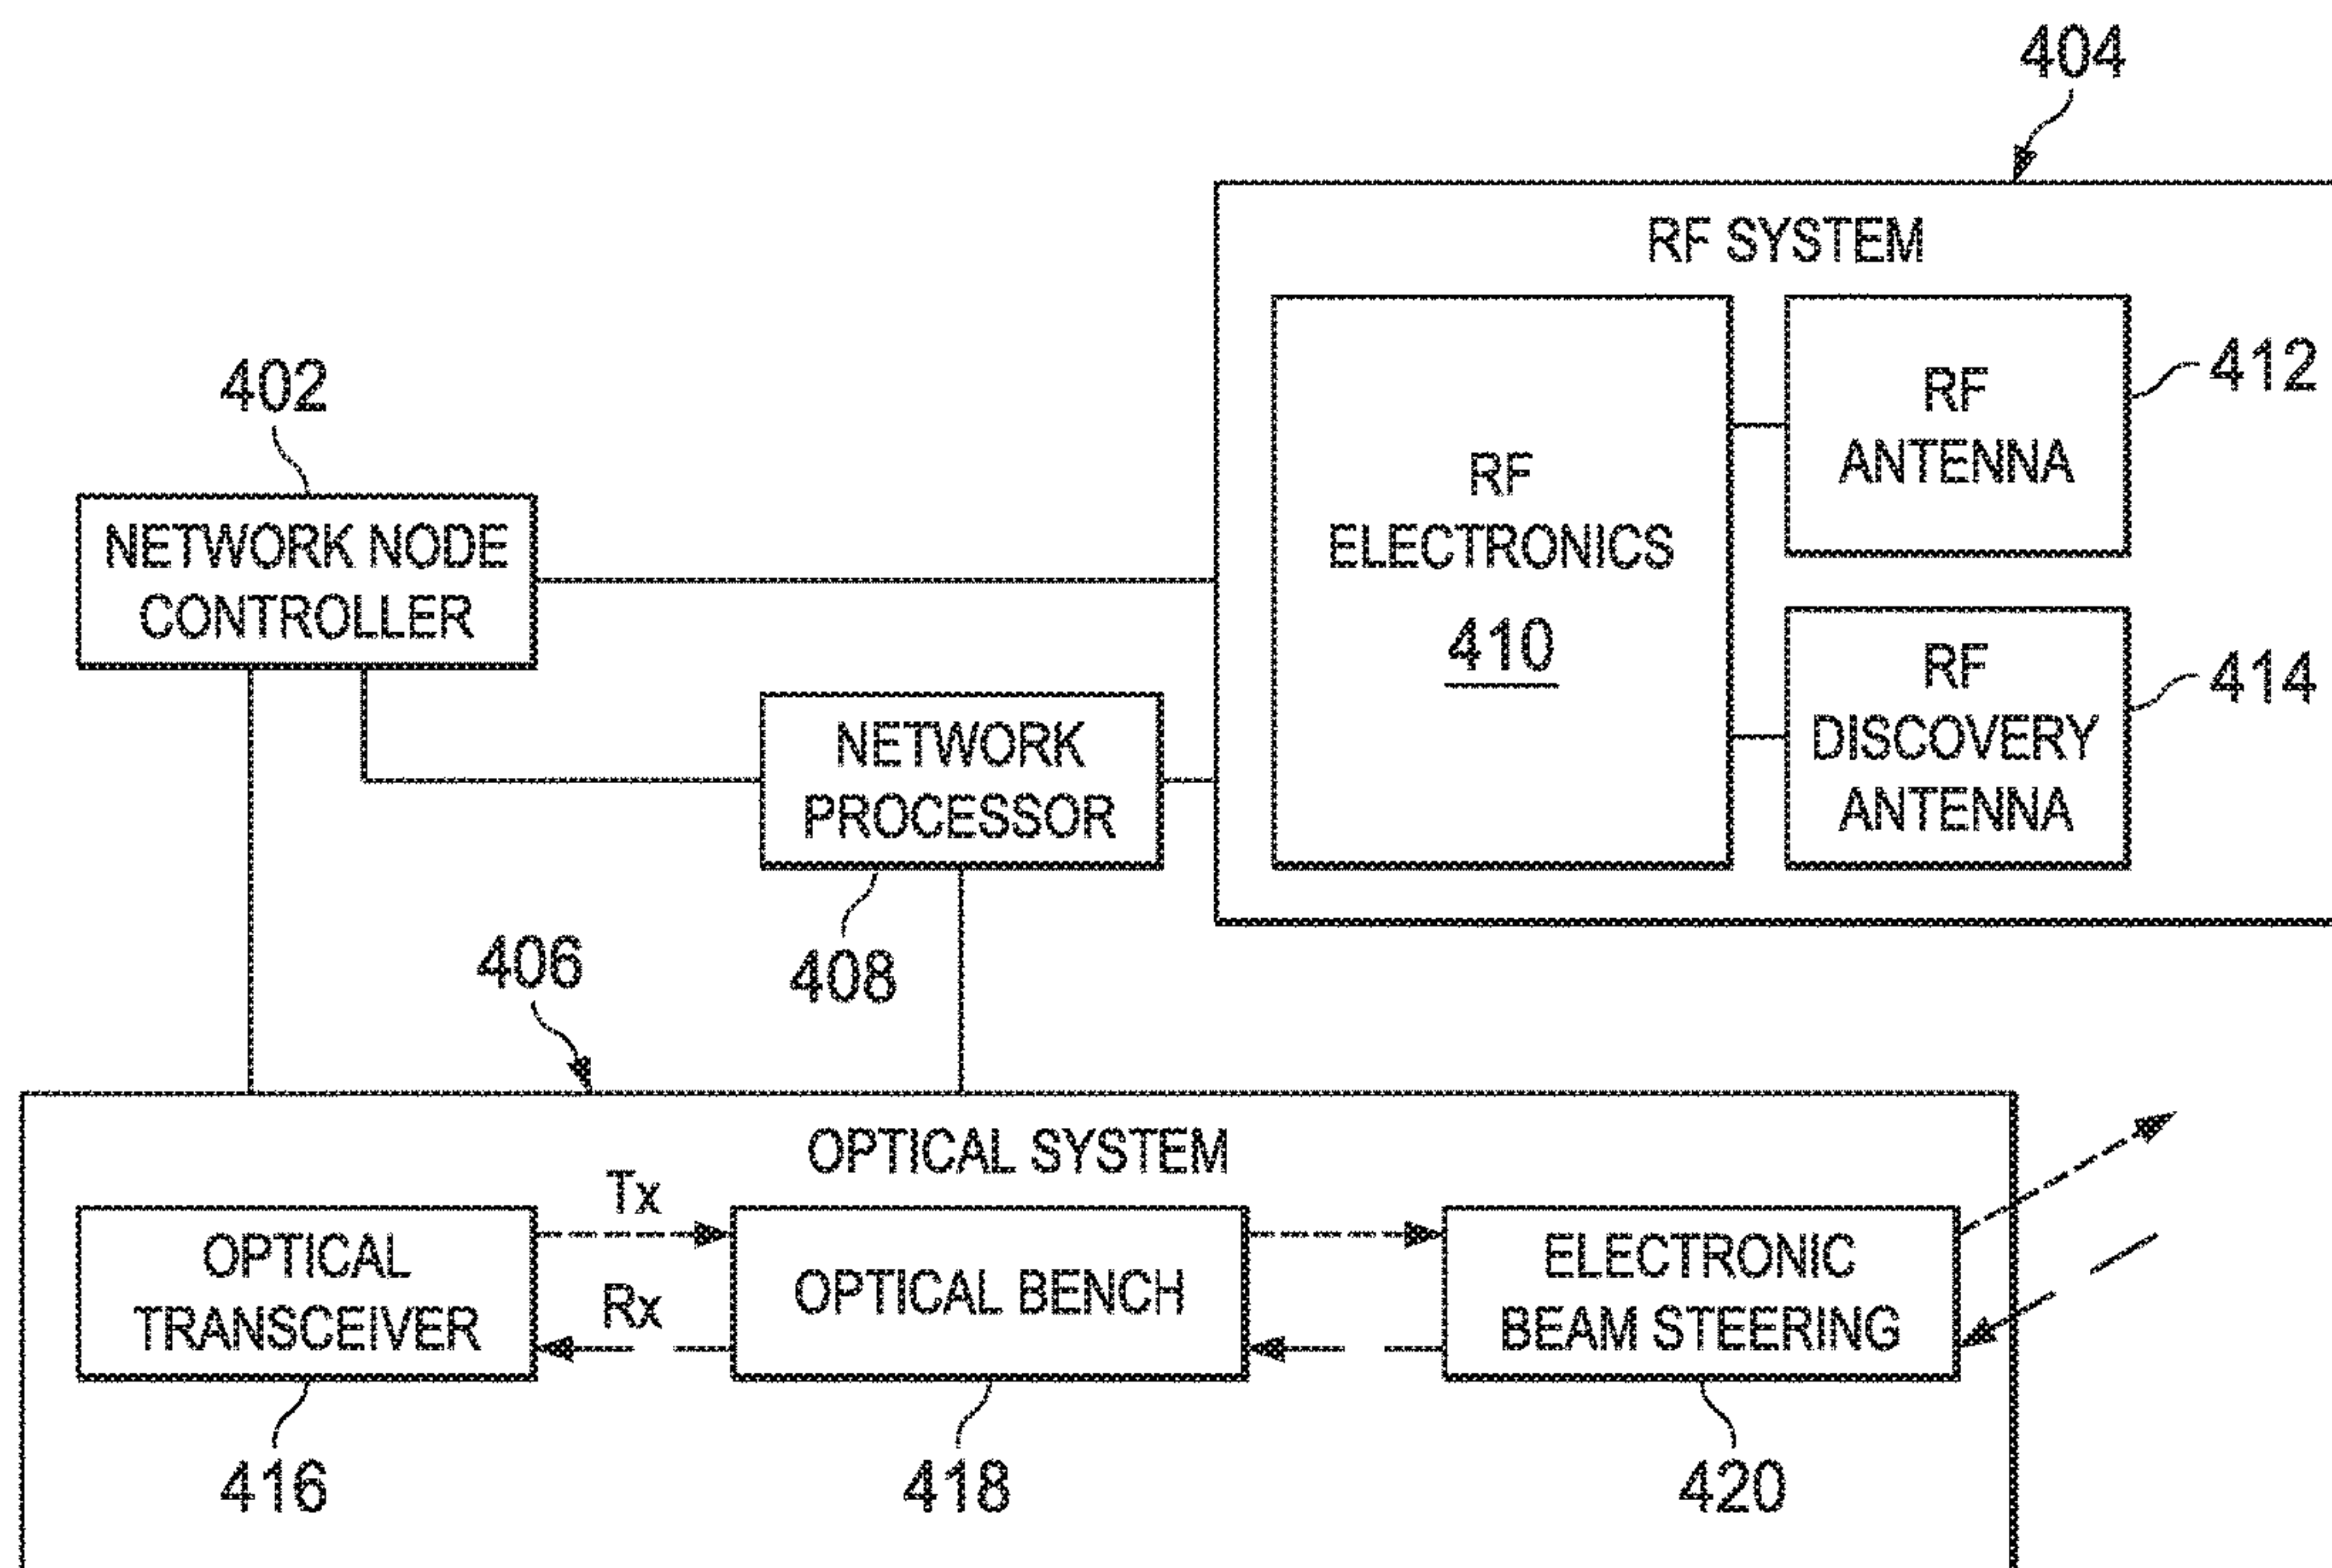 404
RF SYSTEM
RF
ELECTRONICS
410
RF
ANTENNA
412
RF
DISCOVERY
ANTENNA
414
402
NETWORK NODE
CONTROLLER
NETWORK
PROCESSOR
408
406
OPTICAL SYSTEM
OPTICAL
TRANSCEIVER
416
Tx
Rx
OPTICAL BENCH
418
ELECTRONIC
BEAM STEERING
420